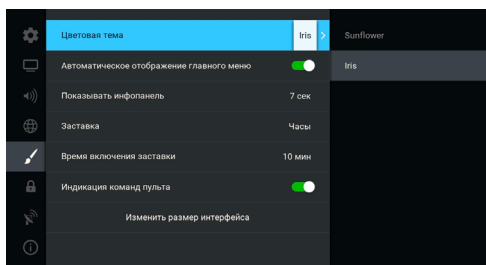 Цветовая тема Iris
Автоматическое отображение главного меню
Показывать инфопанель 7 сек
Заставка Часы
Время включения заставки 10 мин
Индикация команд пульта
Изменить размер интерфейса
Sunflower
Iris